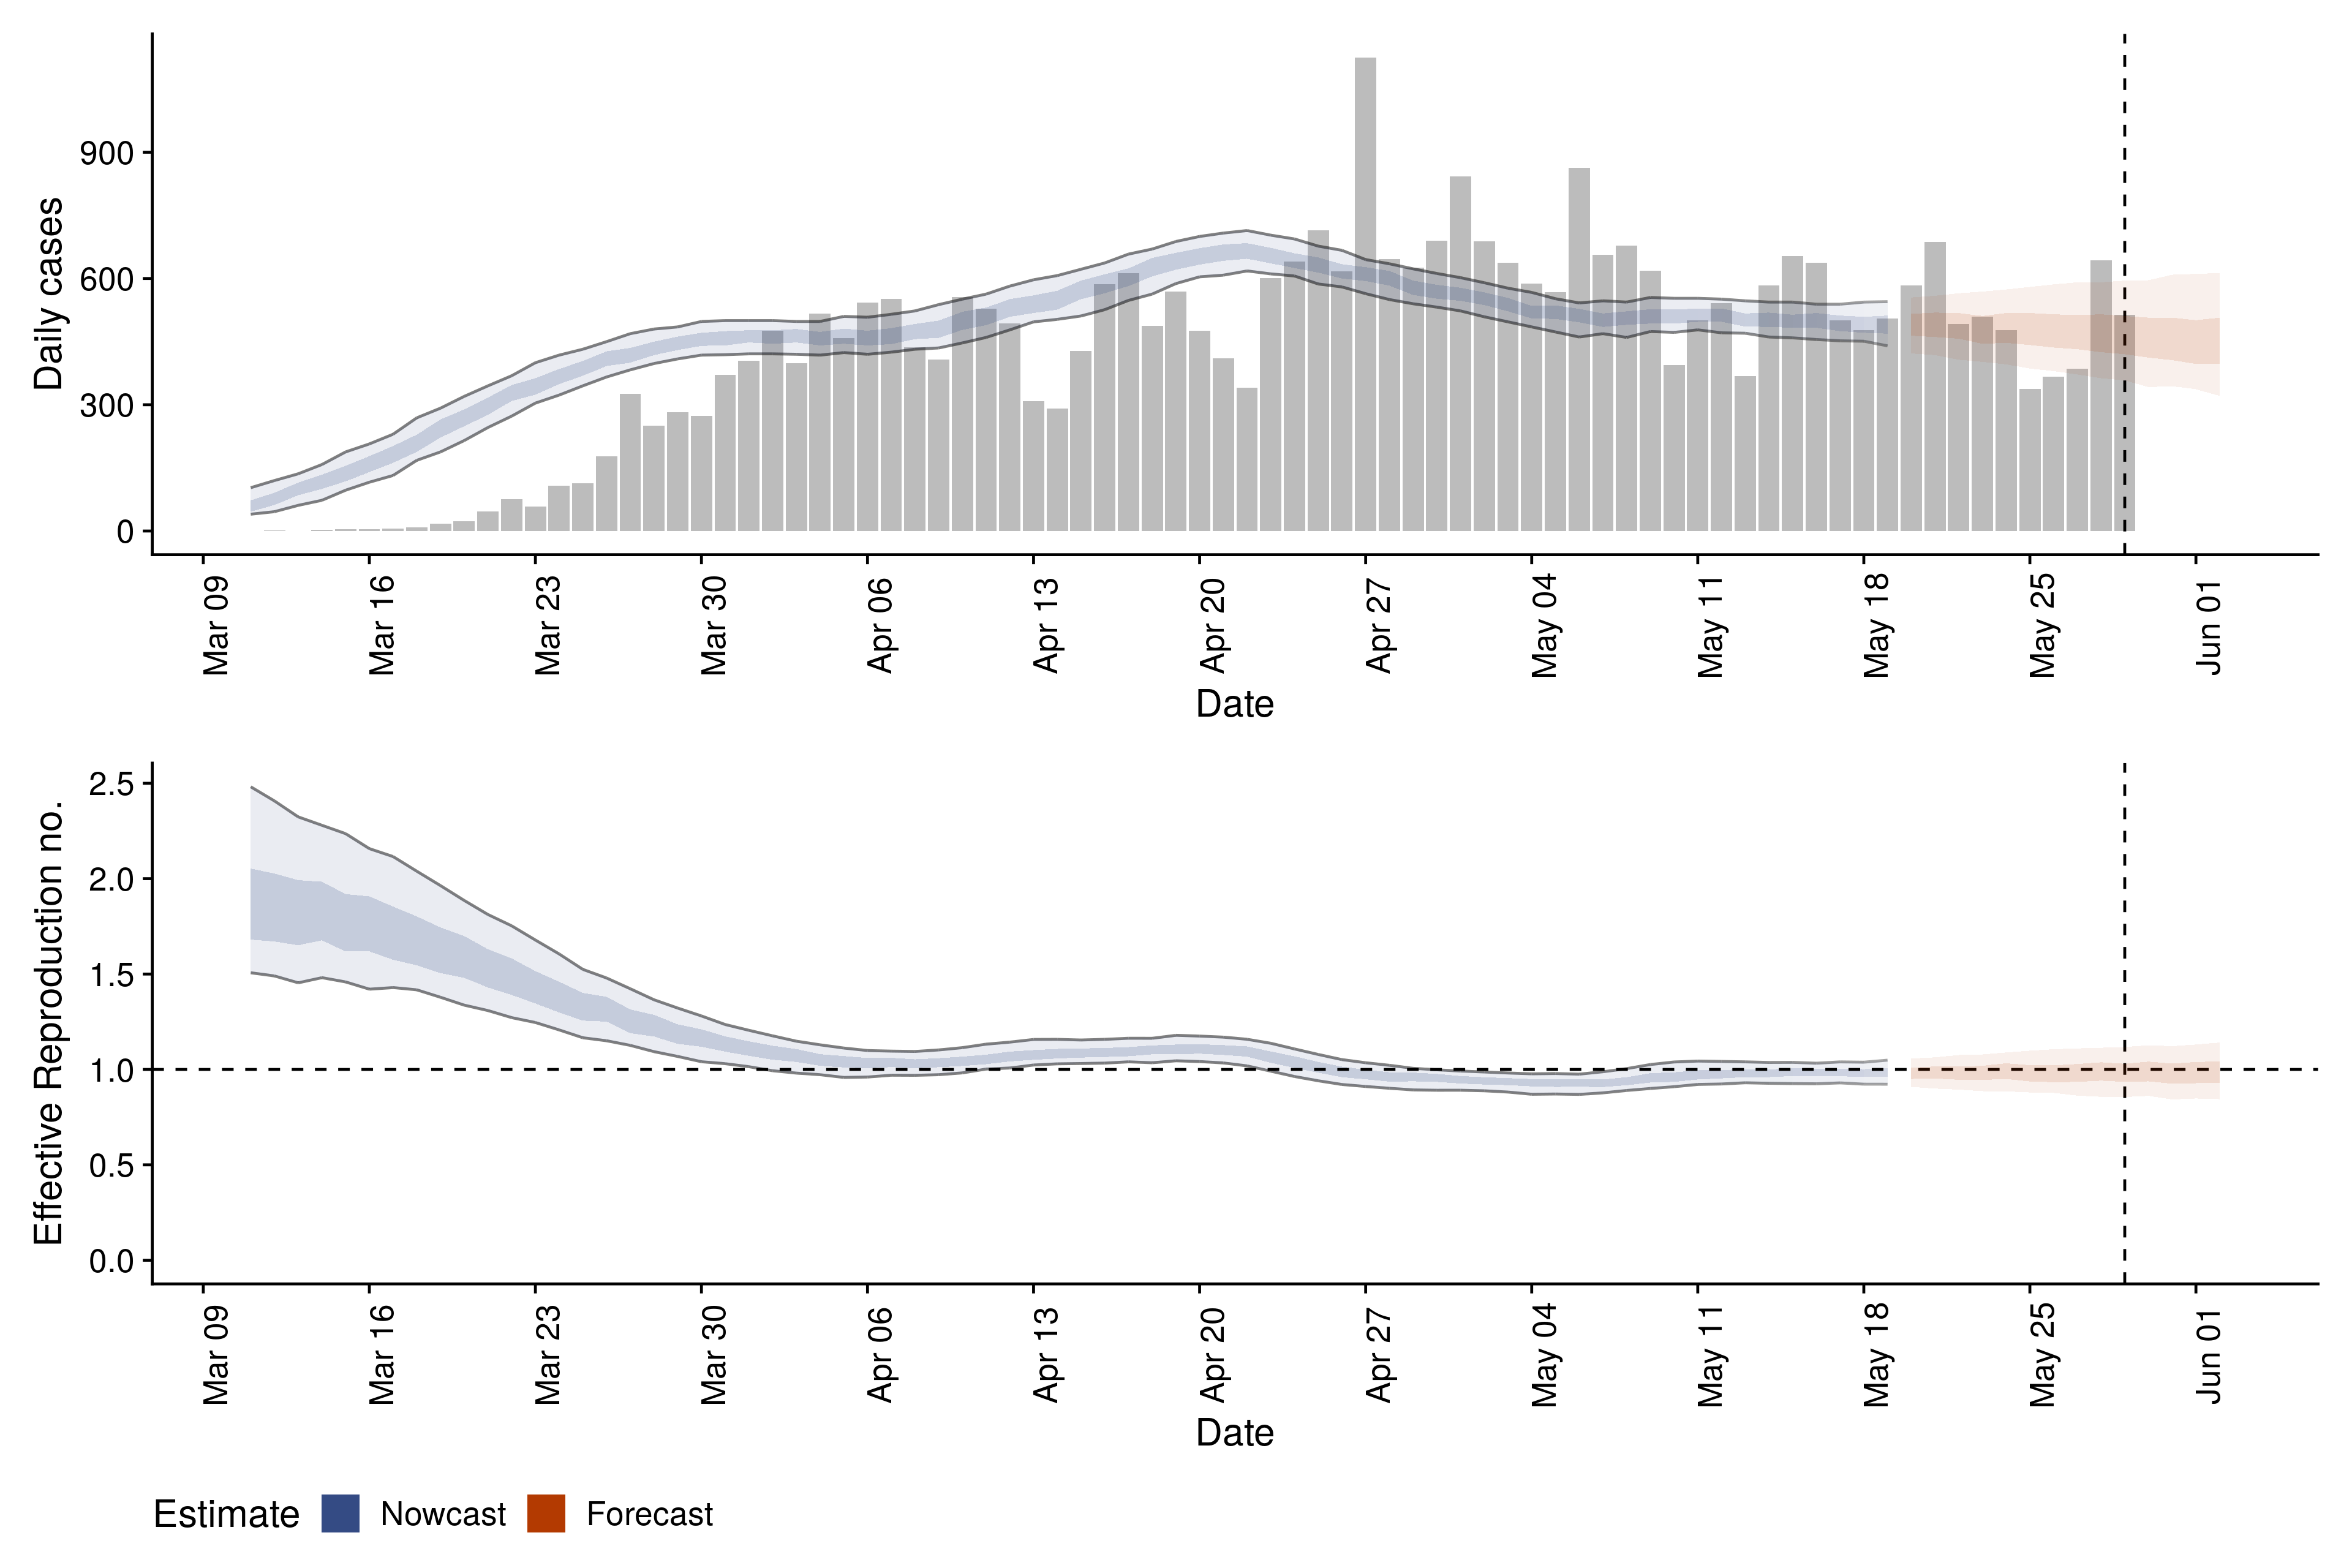 Daily cases
900
600
300
0
Mar 09 Mar 16 Mar 23 Mar 30 Apr 06 Apr 13 Apr 20 Apr 27 May 04 May 11 May 18 May 25 Jun 01
Date
Effective Reproduction no.
2.5
2.0
1.5
1.0
0.5
0.0
Mar 09 Mar 16 Mar 23 Mar 30 Apr 06 Apr 13 Apr 20 Apr 27 May 04 May 11 May 18 May 25 Jun 01
Date
Estimate Nowcast Forecast